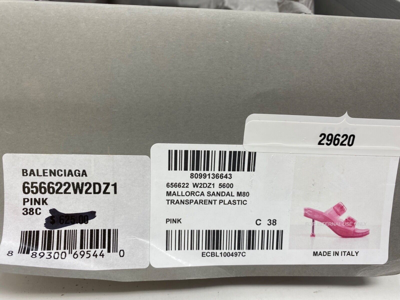 BALENCIAGA
656622W2DZ1
PINK
38C
8 89300 69544 0
8099136643
656622 W2DZ1 5600
MALLORCA SANDAL M80
TRANSPARENT PLASTIC
PINK C 38
ECBL100497C
29620
MADE IN ITALY